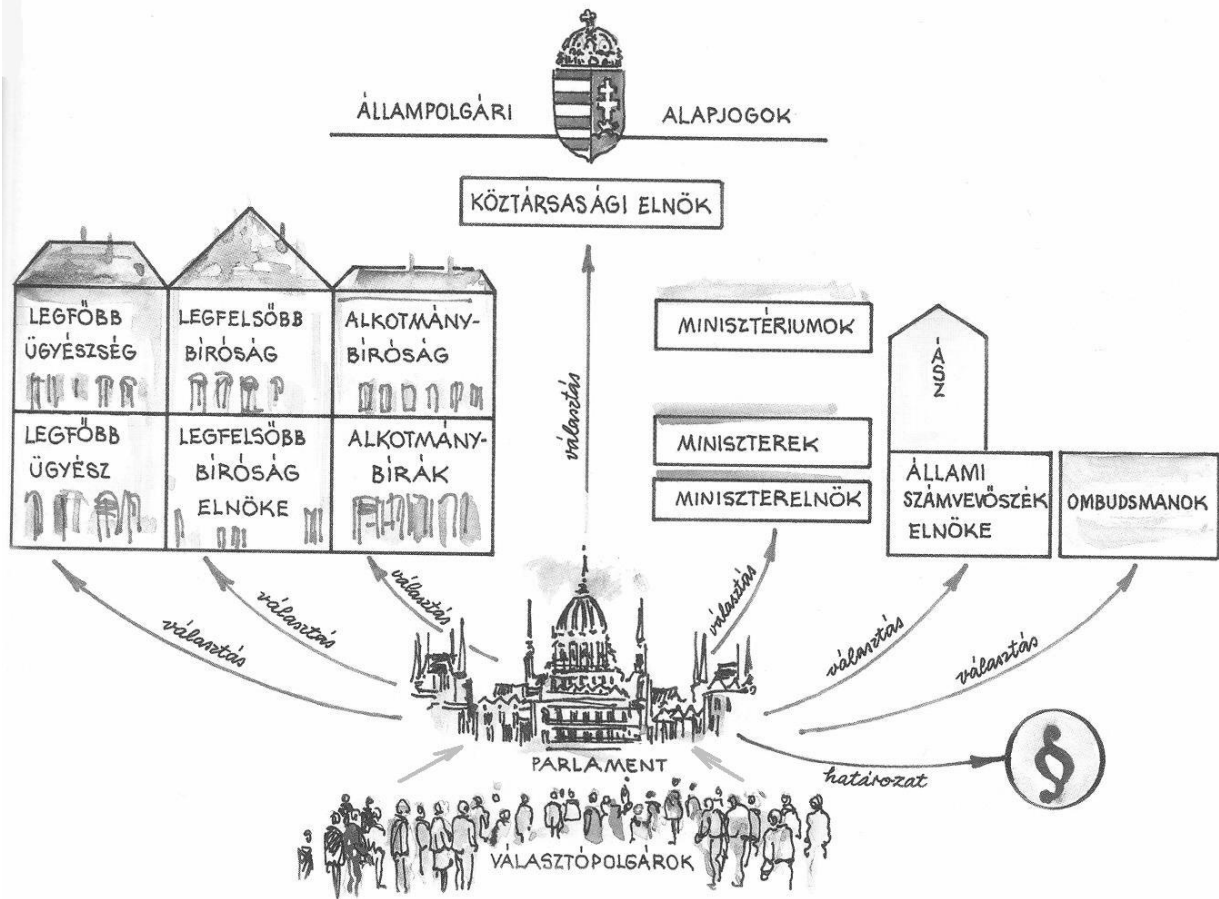 ÁLLAMPOLGÁRI ALAPJOGOK
KÖZTÁRSASÁGI ELNÖK
LEGFŐBB
ÜGYÉSZSÉG
LEGFELSŐBB
BÍRÓSÁG
ALKOTMÁNY-
BÍRÓSÁG
LEGFŐBB
ÜGYÉSZ
LEGFELSŐBB
BÍRÓSÁG
ELNÖKE
ALKOTMÁNY-
BÍRÁK
MINISZTÉRIUMOK
MINISZTEREK
MINISZTERELNÖK
ÁSZ
ÁLLAMI
SZÁMVEVŐSZÉK
ELNÖKE
OMBUDSMANOK
választás
választás
választás
választás
választás
választás
választás
határozat
§
PARLAMENT
VÁLASZTÓPOLGÁROK